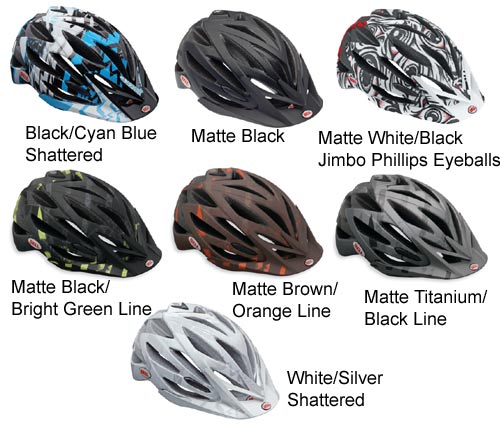 Black/Cyan Blue
Shattered
Matte Black
Matte White/Black
Jimbo Phillips Eyeballs
Matte Black/
Bright Green Line
Matte Brown/
Orange Line
Matte Titanium/
Black Line
White/Silver
Shattered